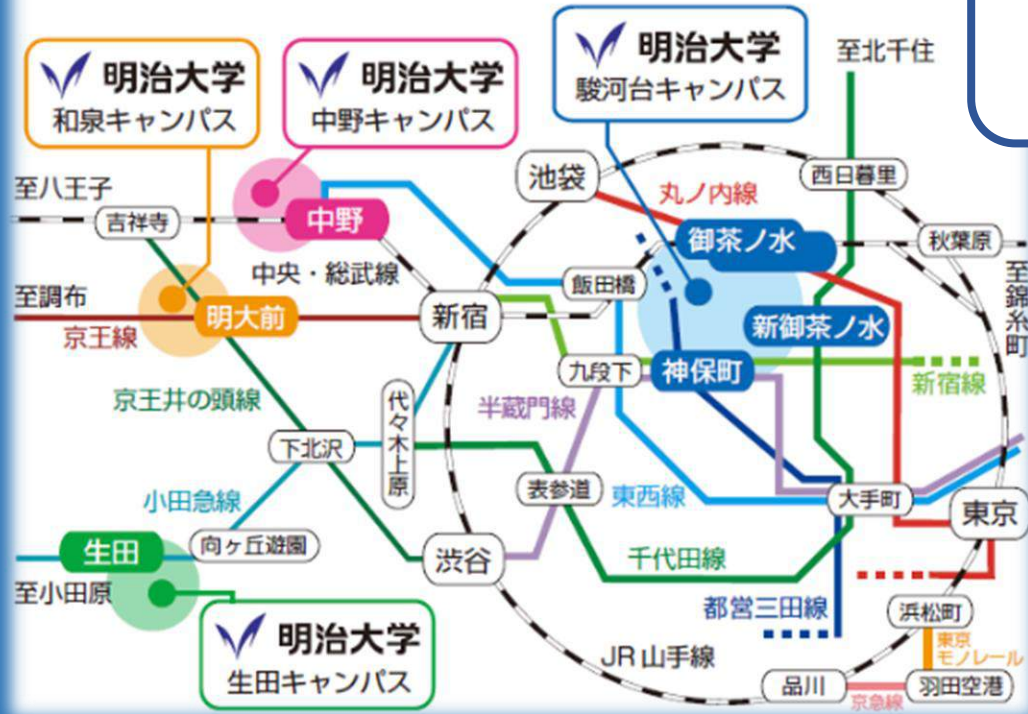 明治大学
和泉キャンパス
明治大学
中野キャンパス
明治大学
駿河台キャンパス
至北千住
池袋
西日暮里
丸ノ内線
至八王子
吉祥寺
中野
御茶ノ水
秋葉原
中央・総武線
飯田橋
至錦糸町
至調布
明大前
新宿
新御茶ノ水
京王線
九段下
神保町
新宿線
京王井の頭線
代々木上原
半蔵門線
下北沢
表参道
東西線
大手町
東京
小田急線
向ヶ丘遊園
生田
渋谷
千代田線
至小田原
都営三田線
浜松町
明治大学
生田キャンパス
JR山手線
東京
モノレール
品川
京急線
羽田空港